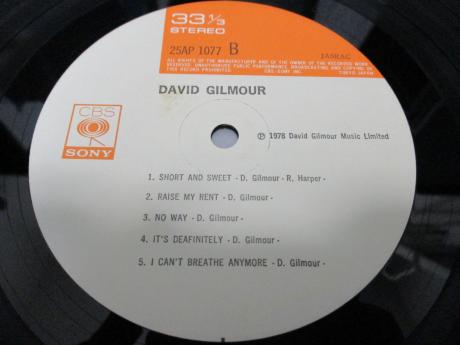 33 1/3
STEREO
25AP 1077 B
JASRAC
ALL RIGHTS OF THE MANUFACTURER AND OF THE OWNER OF THE RECORDED WORK
RESERVED. UNAUTHORIZED PUBLIC PERFORMANCE, BROADCASTING AND COPYING OF
THIS RECORD PROHIBITED
CBS/SONY INC.
TOKYO JAPAN
DAVID GILMOUR
CBS
SONY
Ⓟ 1978 David Gilmour Music Limited
1. SHORT AND SWEET - D. Gilmour - R. Harper -
2. RAISE MY RENT - D. Gilmour -
3. NO WAY - D. Gilmour -
4. IT'S DEAFINITELY - D. Gilmour -
5. I CAN'T BREATHE ANYMORE - D. Gilmour -